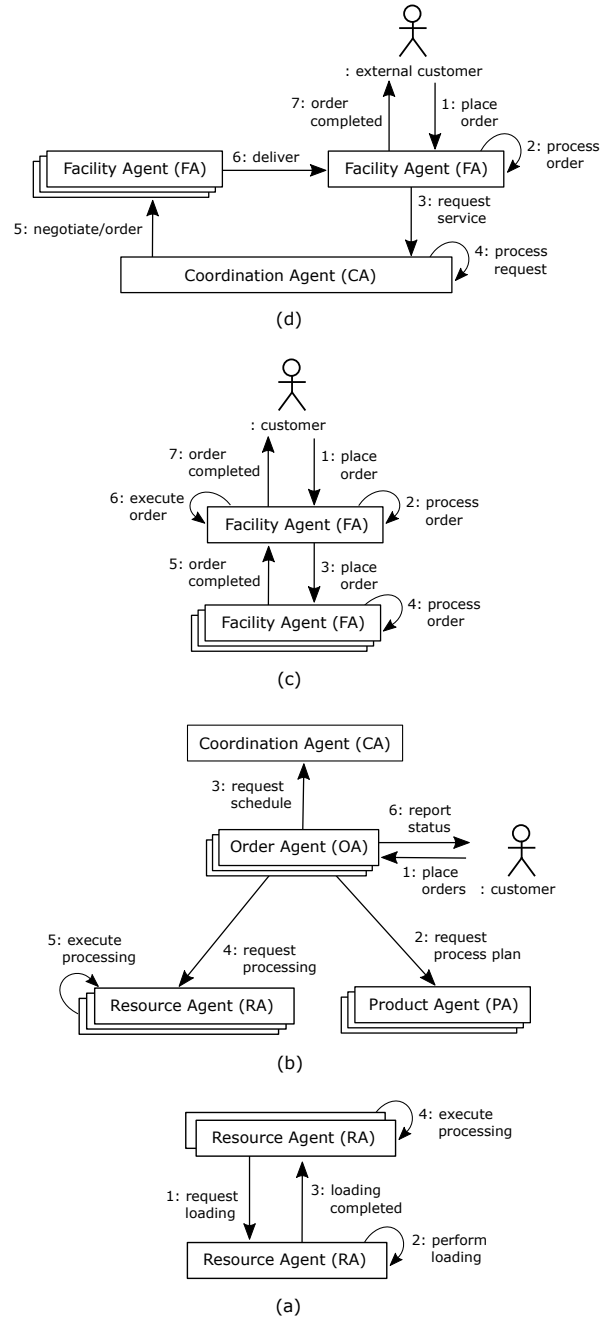 : external customer
7: order
completed
1: place
order
2: process
order
Facility Agent (FA)
6: deliver
Facility Agent (FA)
3: request
service
5: negotiate/order
4: process
request
Coordination Agent (CA)
(d)
: customer
7: order
completed
1: place
order
6: execute
order
2: process
order
Facility Agent (FA)
5: order
completed
3: place
order
4: process
order
Facility Agent (FA)
(c)
Coordination Agent (CA)
3: request
schedule
6: report
status
Order Agent (OA)
1: place
orders
: customer
5: execute
processing
4: request
processing
2: request
process plan
Resource Agent (RA)
Product Agent (PA)
(b)
4: execute
processing
Resource Agent (RA)
1: request
loading
3: loading
completed
2: perform
loading
Resource Agent (RA)
(a)